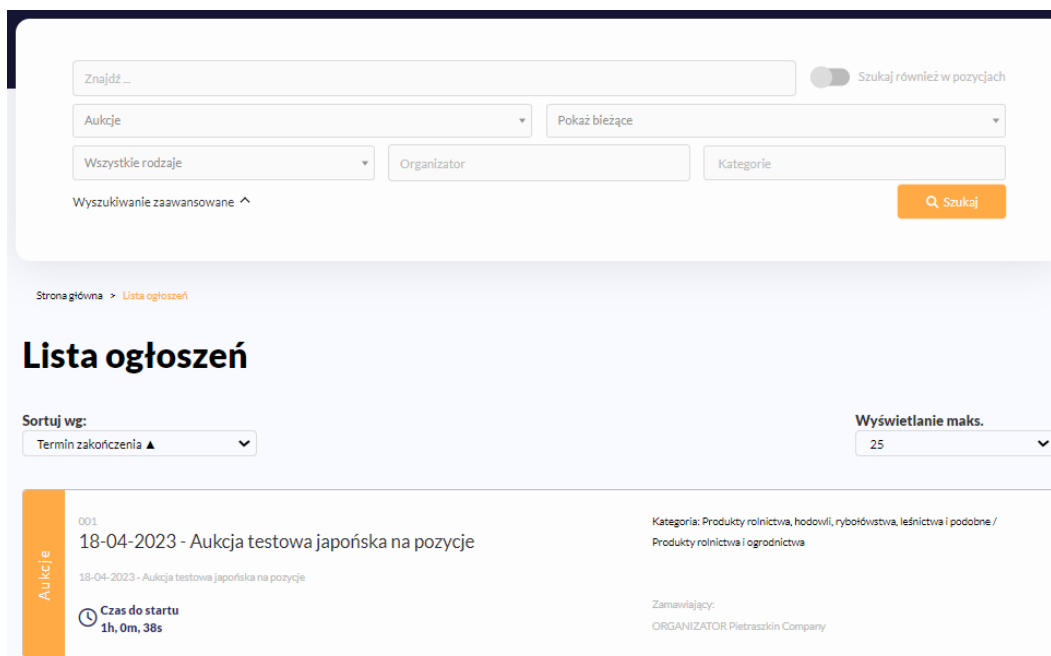 Znajdź ...
Szukaj również w pozycjach
Aukcje
Pokaż bieżące
Wszystkie rodzaje
Organizator
Kategorie
Wyszukiwanie zaawansowane
Szukaj
Strona główna > Lista ogłoszeń
Lista ogłoszeń
Sortuj wg:
Wyświetlanie maks.
Termin zakończenia ▲
25
Aukcje
001
18-04-2023 - Aukcja testowa japońska na pozycje
18-04-2023 - Aukcja testowa japońska na pozycje
Czas do startu
1h, 0m, 38s
Kategoria: Produkty rolnictwa, hodowli, rybołówstwa, leśnictwa i podobne /
Produkty rolnictwa i ogrodnictwa
Zamawiający:
ORGANIZATOR Pietraszkin Company